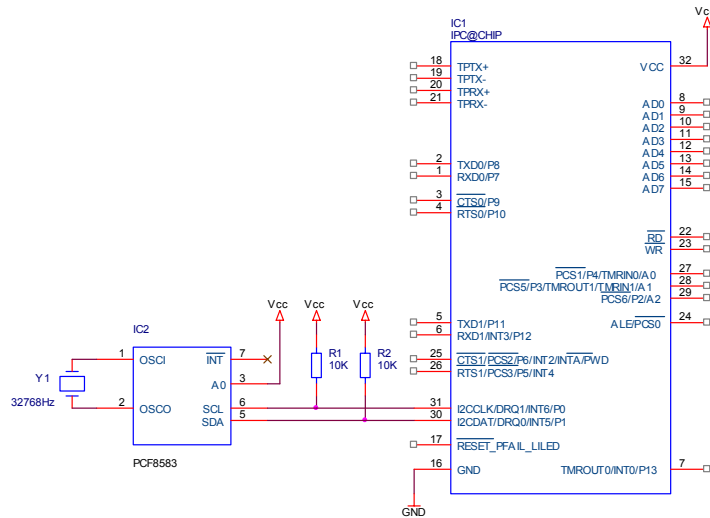 Vc
IC1
IPC@CHIP
18 TPTX+
19 TPTX-
20 TPRX+
21 TPRX-
VCC 32
AD0 8
AD1 9
AD2 10
AD3 11
AD4 12
AD5 13
AD6 14
AD7 15
2 TXD0/P8
1 RXD0/P7
3 CTS0/P9
4 RTS0/P10
RD 22
WR 23
PCS1/P4/TMRIN0/A0 27
PCS5/P3/TMROUT1/TMRIN1/A1 28
PCS6/P2/A2 29
5 TXD1/P11
6 RXD1/INT3/P12
ALE/PCS0 24
25 CTS1/PCS2/P6/INT2/INTA/PWD
26 RTS1/PCS3/P5/INT4
31 I2CCLK/DRQ1/INT6/P0
30 I2CDAT/DRQ0/INT5/P1
17 RESET_PFAIL_LILED
16 GND
TMROUT0/INT0/P13 7
GND
Vcc Vcc Vcc
R1
10K
R2
10K
IC2
1 OSCI
2 OSCO
INT 7
A0 3
SCL 6
SDA 5
PCF8583
Y1
32768Hz